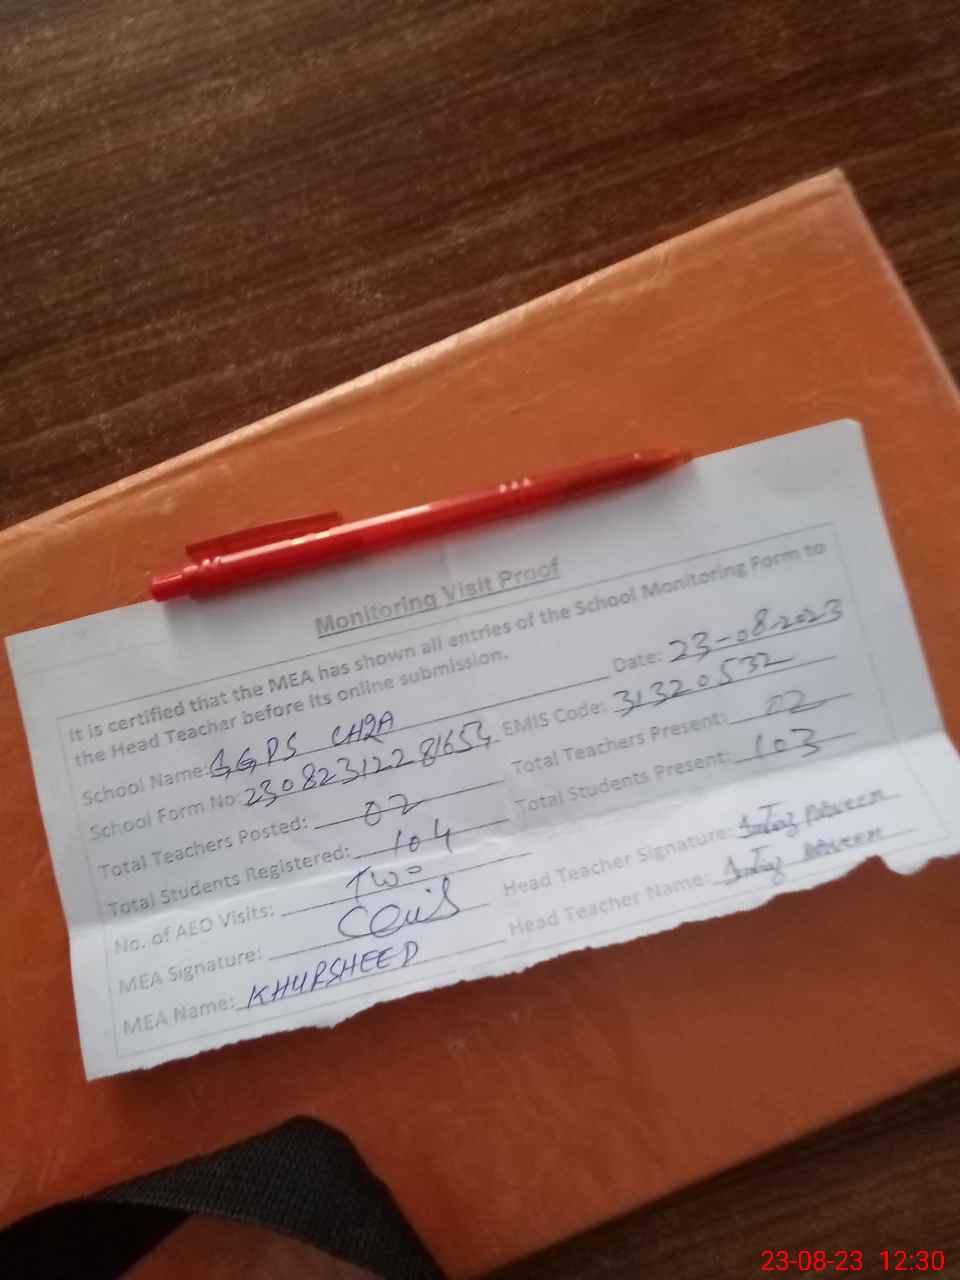 Monitoring Visit Proof
It is certified that the MEA has shown all entries of the School Monitoring Form to
the Head Teacher before its online submission.
Date: 23-08-2023
School Name: GGPS
EMIS Code: 31320532
School Form No: 230823122281654
Total Teachers Present: 02
Total Teachers Posted: 02
Total Students Present: 103
Total Students Registered: 104
No. of AEO Visits: Two
Head Teacher Signature:
MEA Signature:
Head Teacher Name:
MEA Name: KHURSHEED
23-08-23 12:30